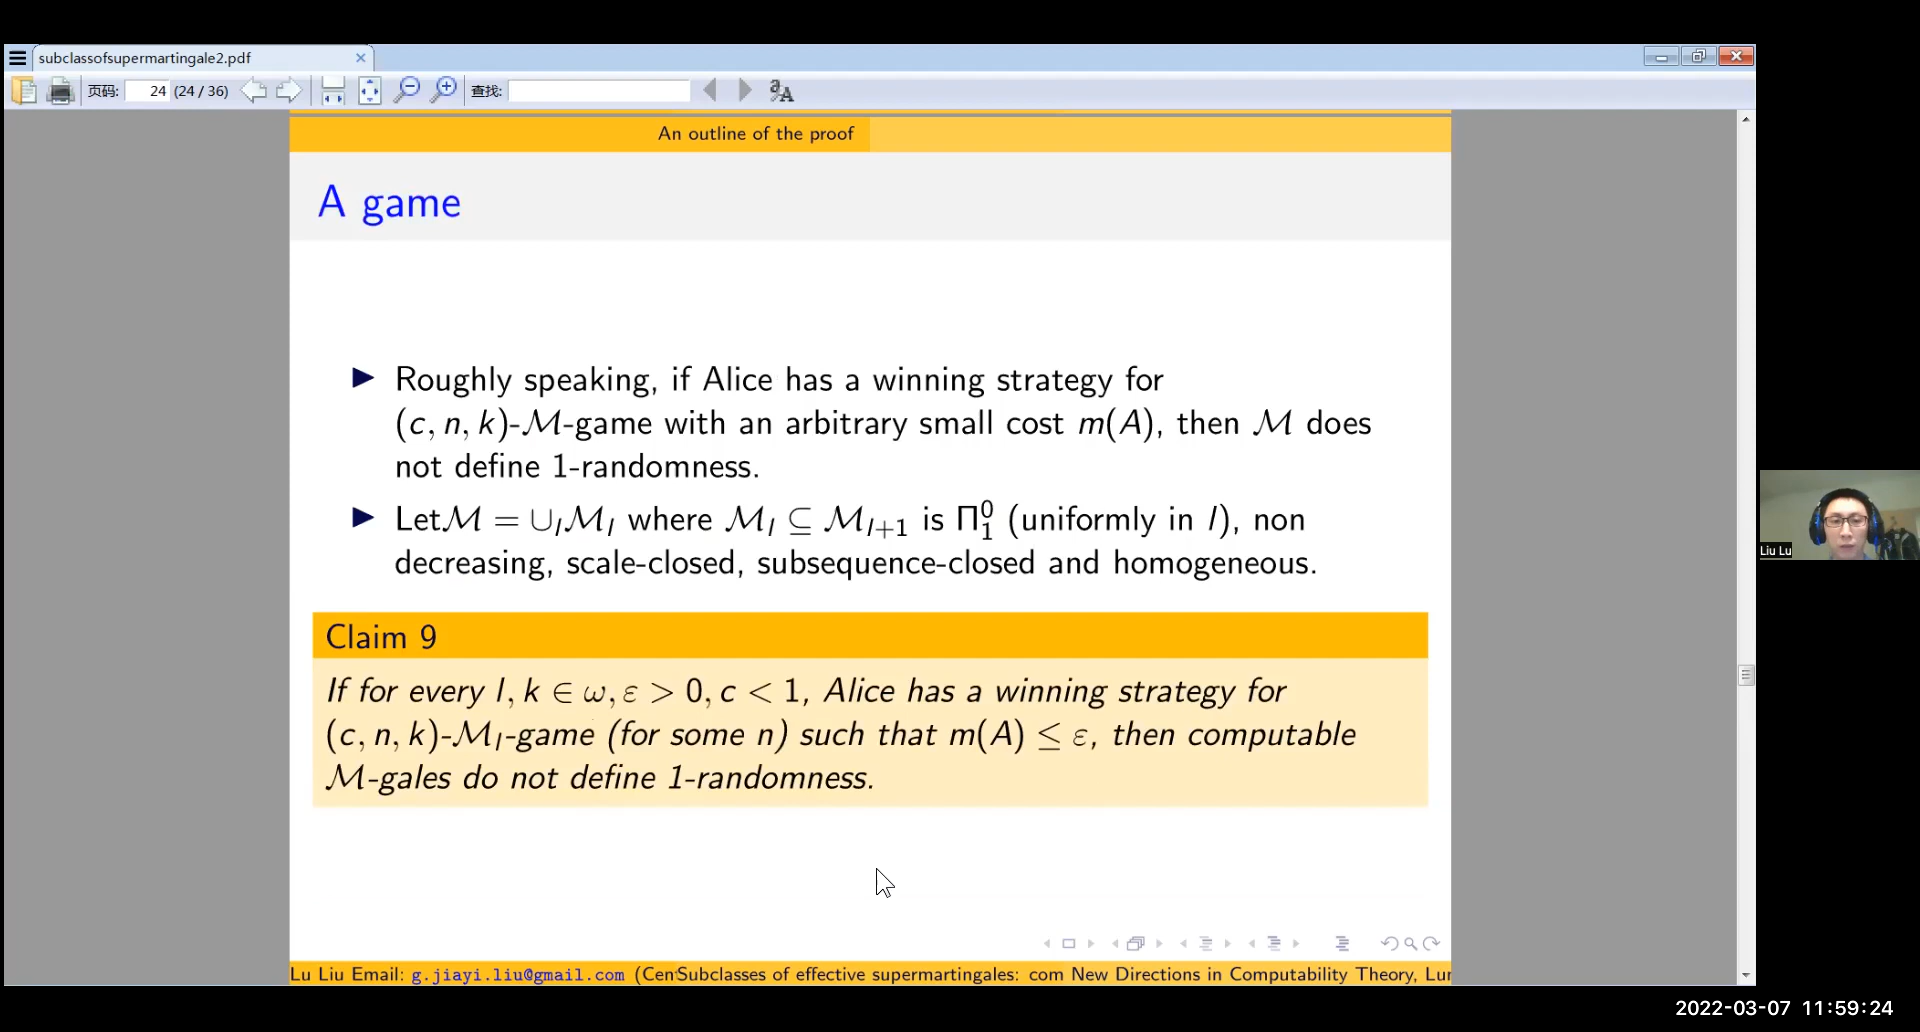 subclassofsupermartingale2.pdf
页码: 24 (24 / 36) 查找:
An outline of the proof
A game
Roughly speaking, if Alice has a winning strategy for
(c, n, k)-ℳ-game with an arbitrary small cost m(A), then ℳ does
not define 1-randomness.
Letℳ = ∪_lℳ_l where ℳ_l ⊆ ℳ_{l+1} is Π^0_1 (uniformly in l), non
decreasing, scale-closed, subsequence-closed and homogeneous.
Claim 9
If for every l, k ∈ ω, ε > 0, c < 1, Alice has a winning strategy for
(c, n, k)-ℳ_l-game (for some n) such that m(A) ≤ ε, then computable
ℳ-gales do not define 1-randomness.
Liu Lu
Lu Liu Email: g.jiayi.liu@gmail.com (Cen Subclasses of effective supermartingales: com New Directions in Computability Theory, Lu
2022-03-07 11:59:24